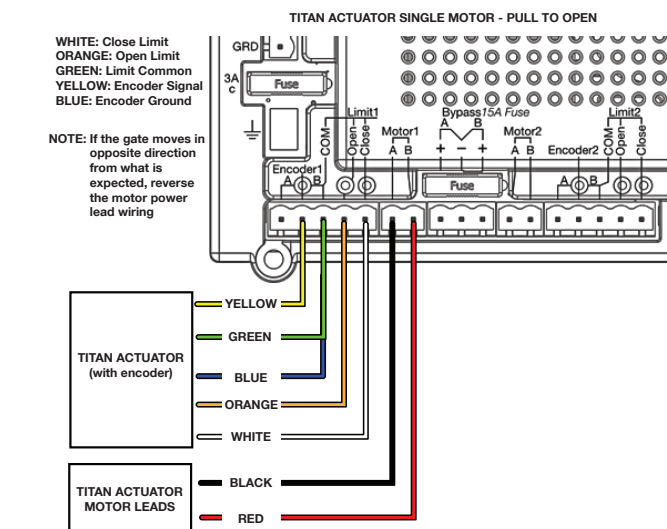 TITAN ACTUATOR SINGLE MOTOR - PULL TO OPEN
WHITE: Close Limit
ORANGE: Open Limit
GREEN: Limit Common
YELLOW: Encoder Signal
BLUE: Encoder Ground
NOTE: If the gate moves in
opposite direction
from what is
expected, reverse
the motor power
lead wiring
GRD
3A
c
Fuse
Encoder1
A B
COM
Limit1
Open
Close
Motor1
A B
Bypass 15A Fuse
A B
+ − +
Fuse
Motor2
A B
Encoder2
A B
COM
Limit2
Open
Close
TITAN ACTUATOR
(with encoder)
YELLOW
GREEN
BLUE
ORANGE
WHITE
TITAN ACTUATOR
MOTOR LEADS
BLACK
RED